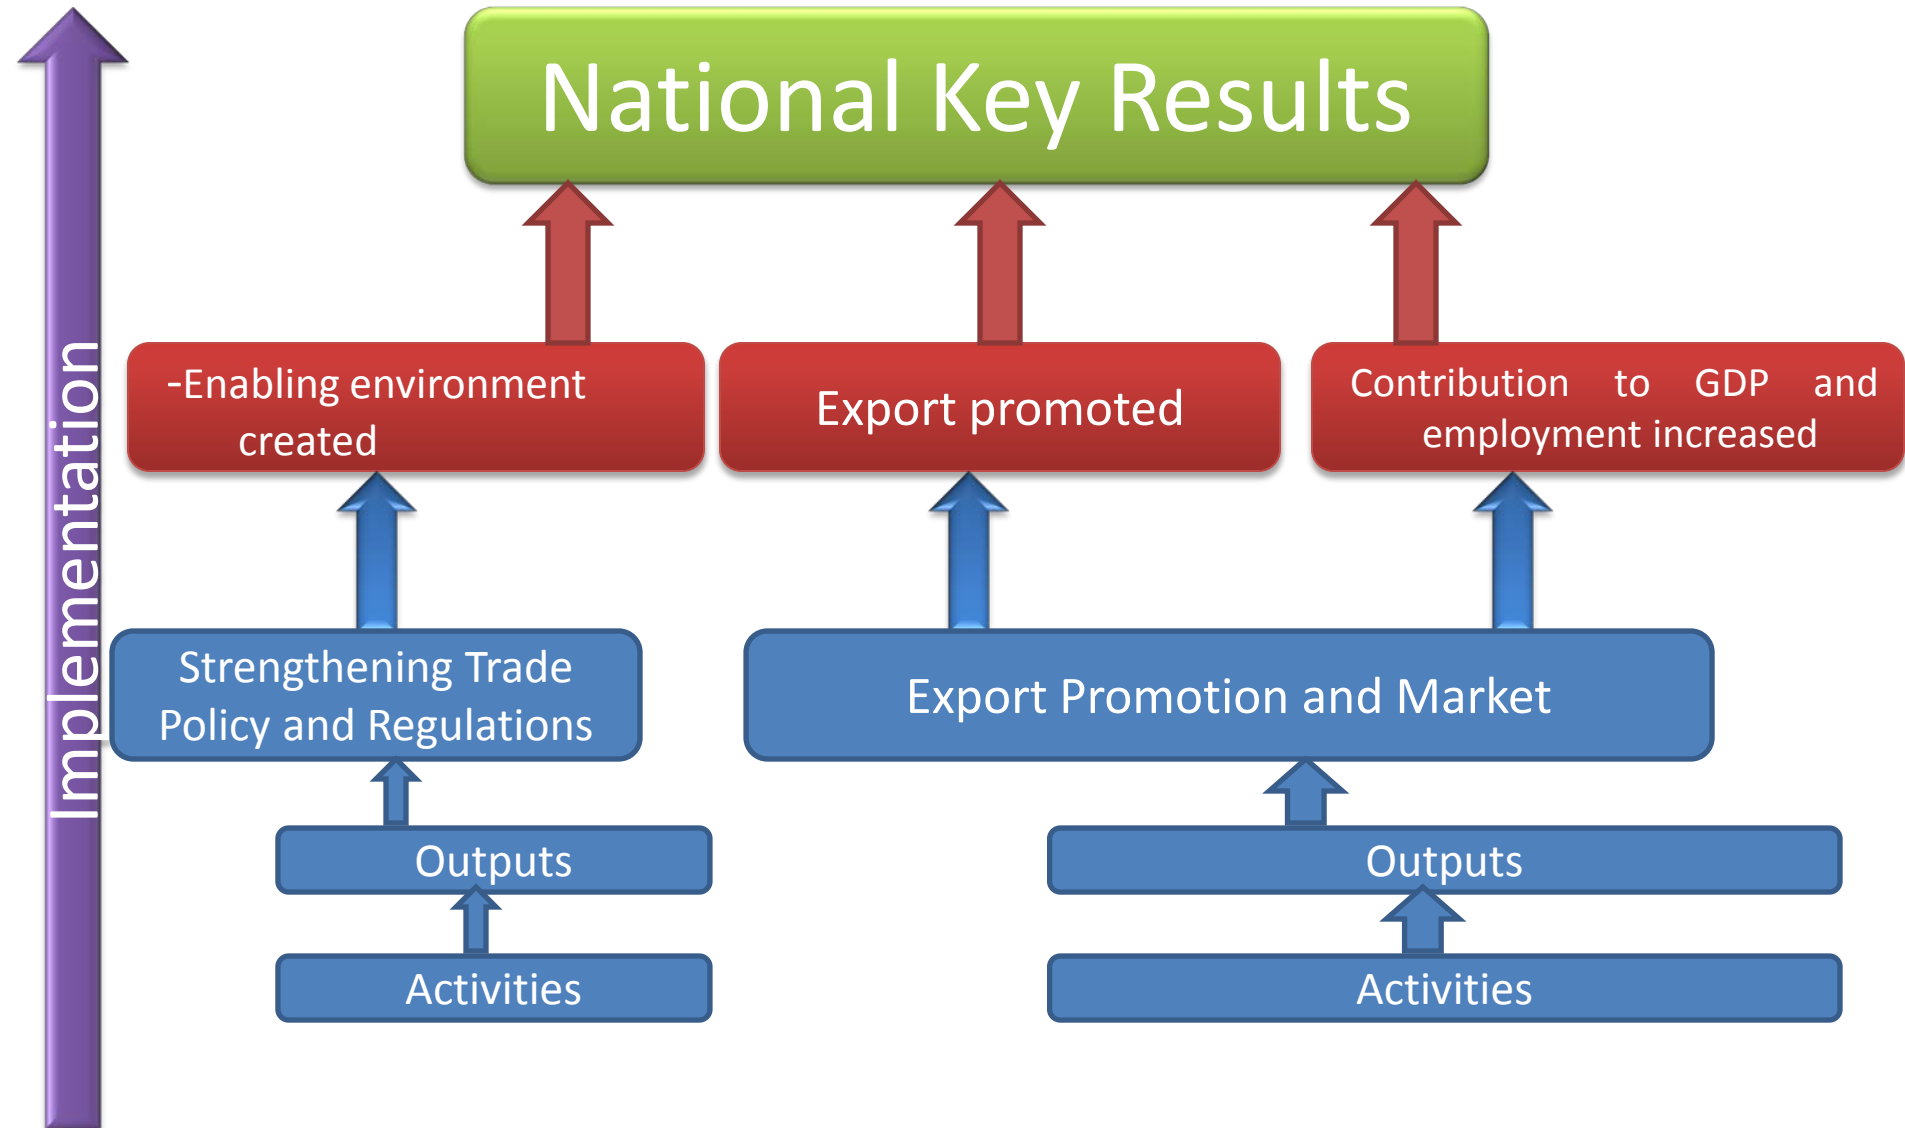 National Key Results
-Enabling environment
created
Export promoted
Contribution to GDP and
employment increased
Implementation
Strengthening Trade
Policy and Regulations
Export Promotion and Market
Outputs
Outputs
Activities
Activities